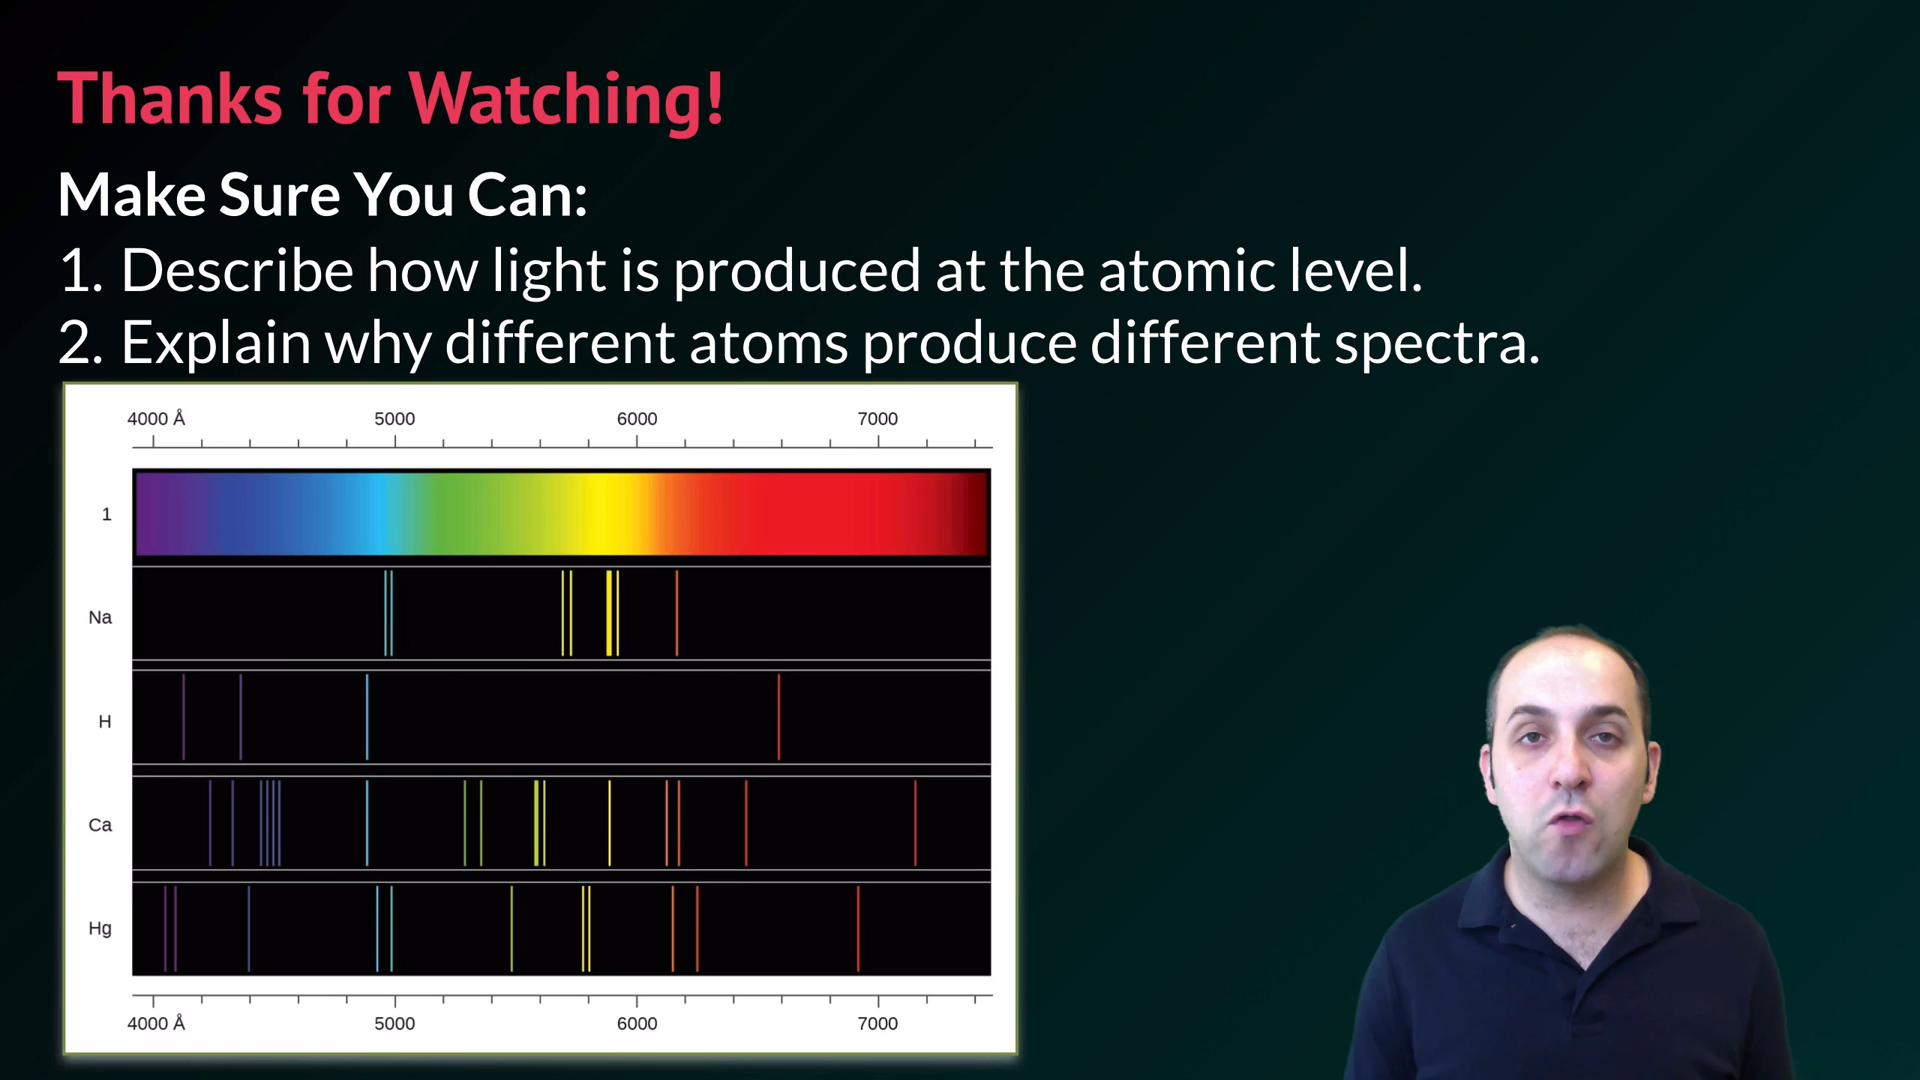 Thanks for Watching!
Make Sure You Can:
1. Describe how light is produced at the atomic level.
2. Explain why different atoms produce different spectra.
4000 Å 5000 6000 7000
1
Na
H
Ca
Hg
4000 Å 5000 6000 7000